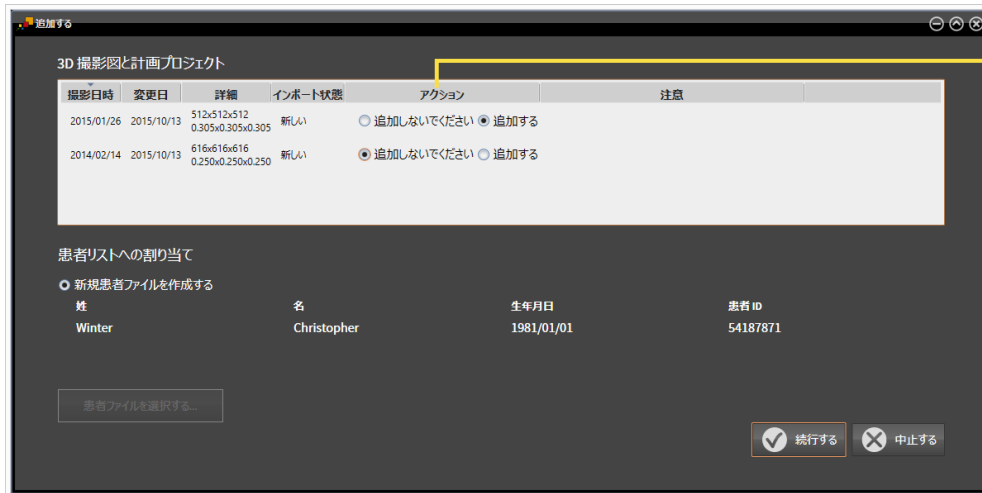 追加する
3D 撮影図と計画プロジェクト
撮影日時 変更日 詳細 インポート状態 アクション 注意
2015/01/26 2015/10/13 512x512x512 新しい 追加しないでください 追加する
0.305x0.305x0.305
2014/02/14 2015/10/13 616x616x616 新しい 追加しないでください 追加する
0.250x0.250x0.250
患者リストへの割り当て
新規患者ファイルを作成する
姓 名 生年月日 患者 ID
Winter Christopher 1981/01/01 54187871
患者ファイルを選択する...
続行する 中止する